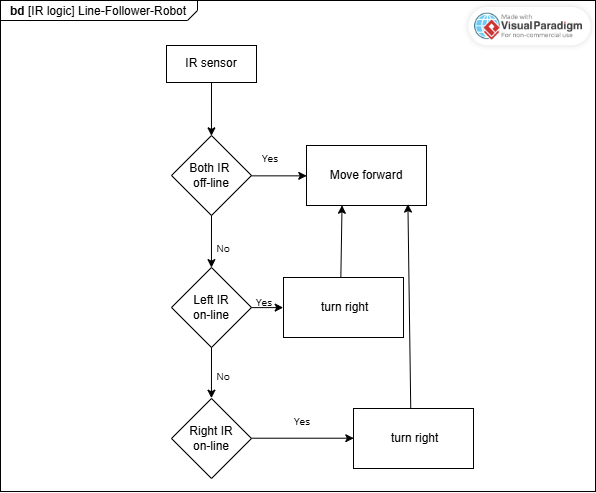 bd [IR logic] Line-Follower-Robot
Made with
Visual Paradigm
For non-commercial use
IR sensor
Both IR
off-line
Yes
Move forward
No
Left IR
on-line
Yes
turn right
No
Right IR
on-line
Yes
turn right